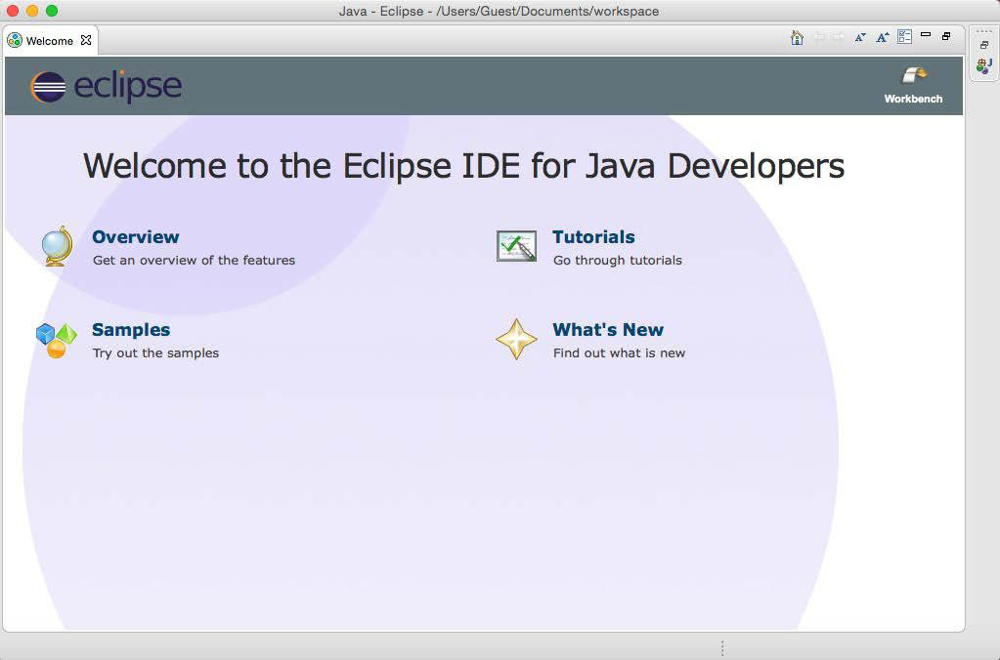 Java - Eclipse - /Users/Guest/Documents/workspace
Welcome
eclipse
Workbench
Welcome to the Eclipse IDE for Java Developers
Overview
Get an overview of the features
Tutorials
Go through tutorials
Samples
Try out the samples
What's New
Find out what is new